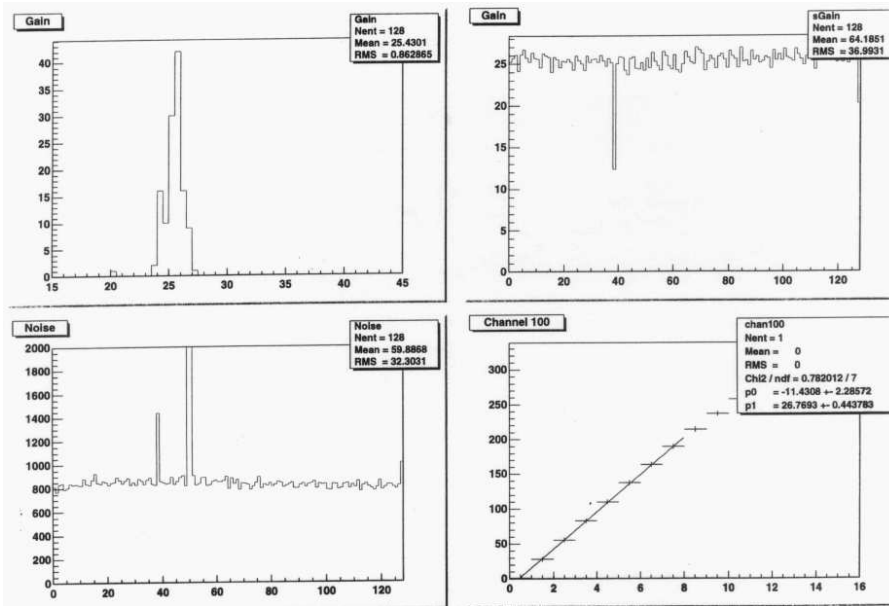 Gain
Gain
Nent = 128
Mean = 25.4301
RMS = 0.862865
40
35
30
25
20
15
10
5
0
15 20 25 30 35 40 45
Gain
sGain
Nent = 128
Mean = 64.1851
RMS = 36.9931
25
20
15
10
5
0
0 20 40 60 80 100 120
Noise
Noise
Nent = 128
Mean = 59.8868
RMS = 32.3031
2000
1800
1600
1400
1200
1000
800
600
400
200
0
0 20 40 60 80 100 120
Channel 100
chan100
Nent = 1
Mean = 0
RMS = 0
Chi2 / ndf = 0.782012 / 7
p0 = -11.4308 +- 2.28572
p1 = 26.7693 +- 0.443783
300
250
200
150
100
50
0
0 2 4 6 8 10 12 14 16